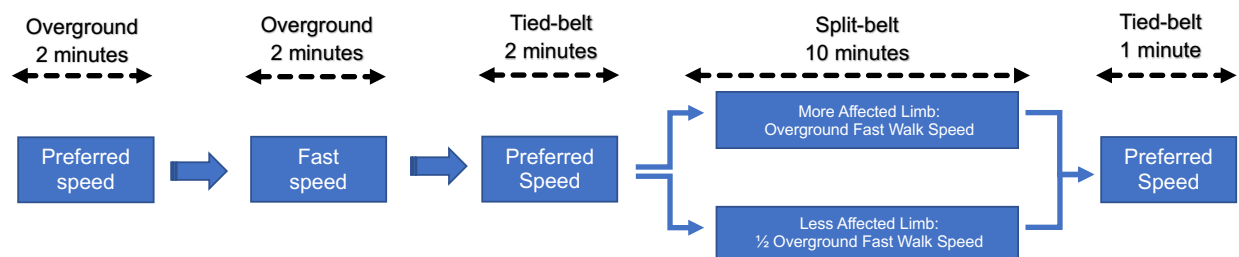 Overground
2 minutes
Overground
2 minutes
Tied-belt
2 minutes
Split-belt
10 minutes
Tied-belt
1 minute
Preferred
speed
Fast
speed
Preferred
Speed
More Affected Limb:
Overground Fast Walk Speed
Less Affected Limb:
½ Overground Fast Walk Speed
Preferred
Speed